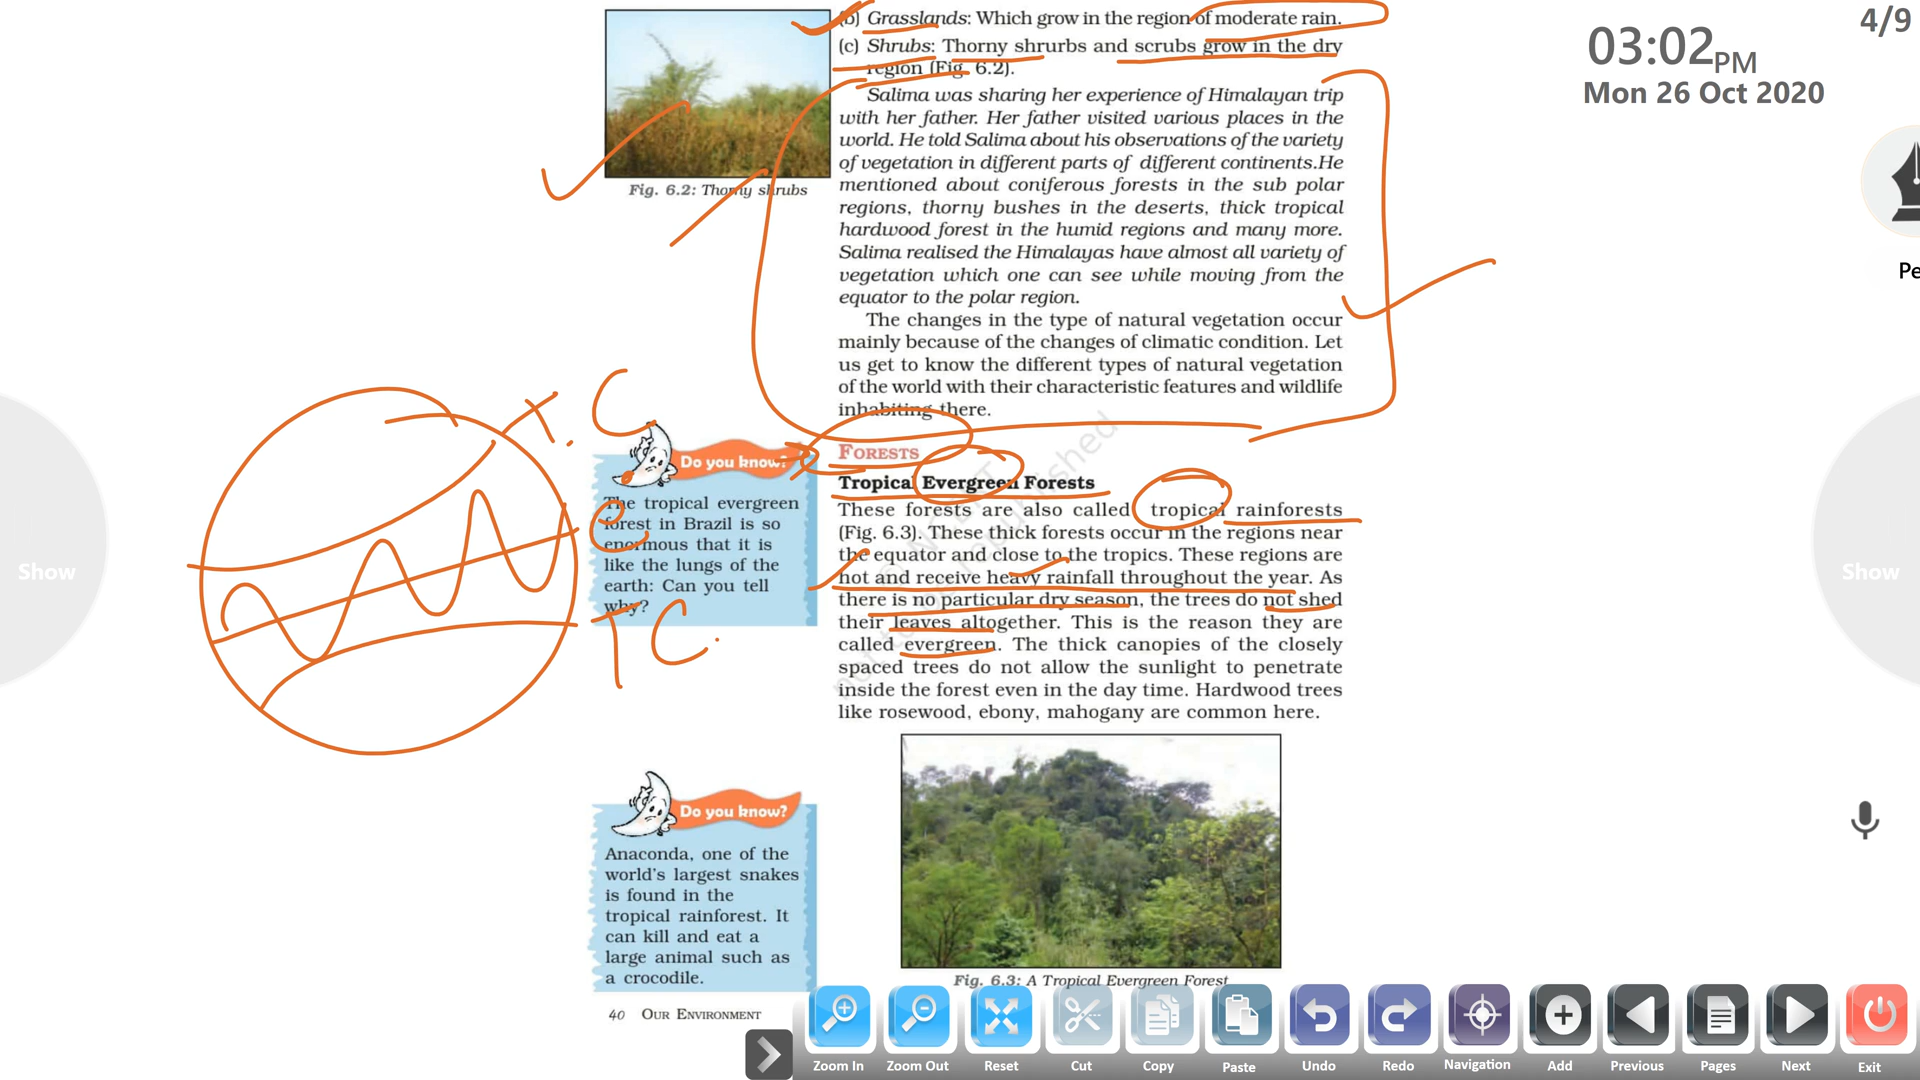 (b) Grasslands: Which grow in the region of moderate rain.
(c) Shrubs: Thorny shrurbs and scrubs grow in the dry
region (Fig. 6.2).
Salima was sharing her experience of Himalayan trip
with her father. Her father visited various places in the
world. He told Salima about his observations of the variety
of vegetation in different parts of different continents.He
mentioned about coniferous forests in the sub polar
regions, thorny bushes in the deserts, thick tropical
hardwood forest in the humid regions and many more.
Salima realised the Himalayas have almost all variety of
vegetation which one can see while moving from the
equator to the polar region.
The changes in the type of natural vegetation occur
mainly because of the changes of climatic condition. Let
us get to know the different types of natural vegetation
of the world with their characteristic features and wildlife
inhabiting there.
FORESTS
Tropical Evergreen Forests
These forests are also called tropical rainforests
(Fig. 6.3). These thick forests occur in the regions near
the equator and close to the tropics. These regions are
hot and receive heavy rainfall throughout the year. As
there is no particular dry season, the trees do not shed
their leaves altogether. This is the reason they are
called evergreen. The thick canopies of the closely
spaced trees do not allow the sunlight to penetrate
inside the forest even in the day time. Hardwood trees
like rosewood, ebony, mahogany are common here.
Fig. 6.3: A Tropical Evergreen Forest
Fig. 6.2: Thorny shrubs
T.C
e
TC.
Do you know?
The tropical evergreen
forest in Brazil is so
enormous that it is
like the lungs of the
earth: Can you tell
why?
Do you know?
Anaconda, one of the
world's largest snakes
is found in the
tropical rainforest. It
can kill and eat a
large animal such as
a crocodile.
40 OUR ENVIRONMENT
4/9
03:02PM
Mon 26 Oct 2020
Pe
Show
Show
Zoom In
Zoom Out
Reset
Cut
Copy
Paste
Undo
Redo
Navigation
Add
Previous
Pages
Next
Exit